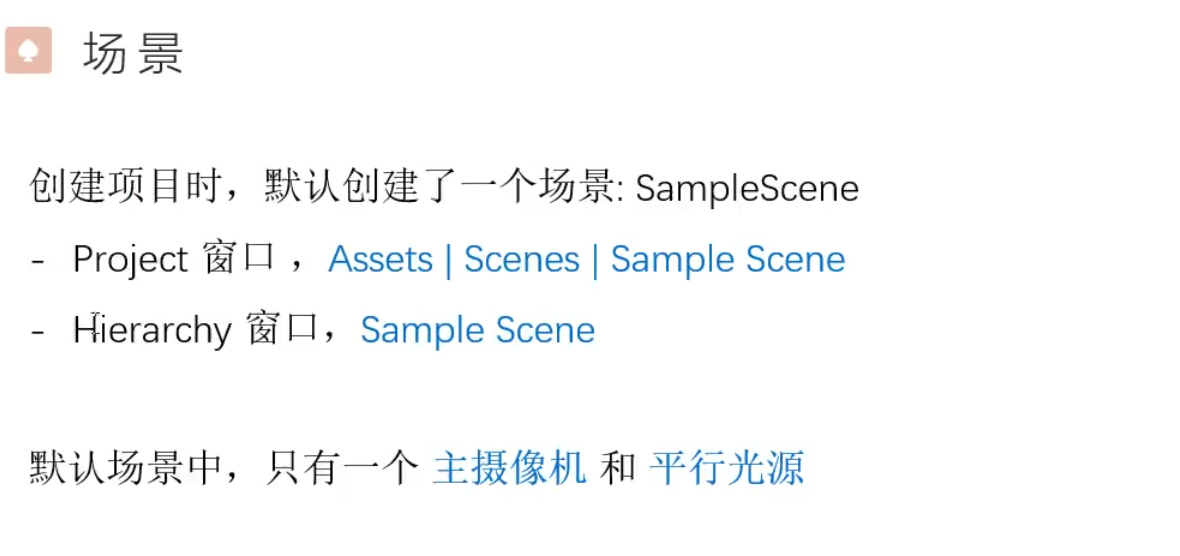 场景
创建项目时，默认创建了一个场景: SampleScene
- Project 窗口 ，Assets | Scenes | Sample Scene
- Hierarchy 窗口，Sample Scene
默认场景中，只有一个 主摄像机 和 平行光源